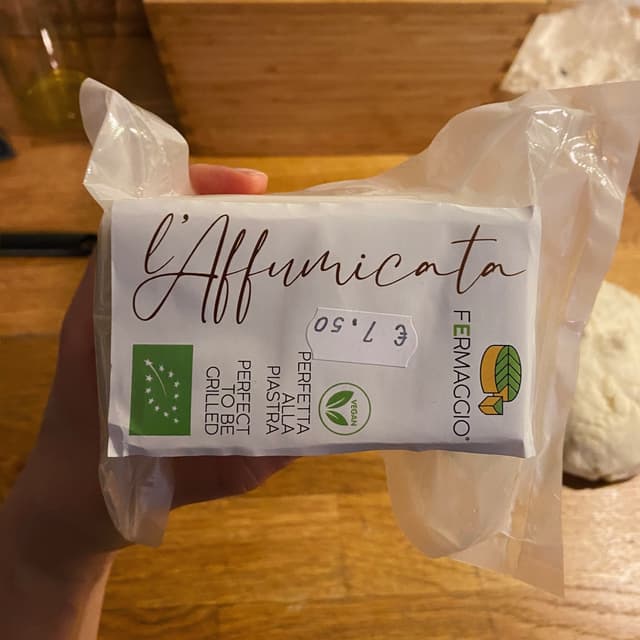 l'Affumicata
€ 7.50
FERMAGGIO®
VEGAN
PERFETTA
ALLA
PIASTRA
PERFECT
TO BE
GRILLED